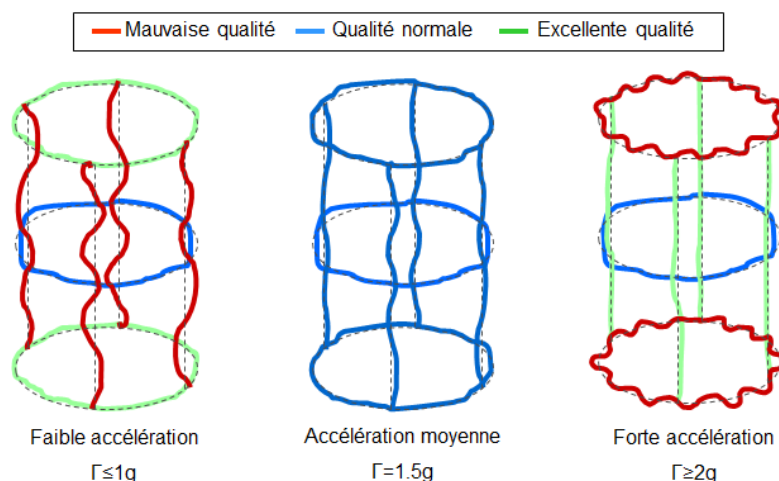 Mauvaise qualité Qualité normale Excellente qualité
Faible accélération Accélération moyenne Forte accélération
Γ≤1g Γ=1.5g Γ≥2g